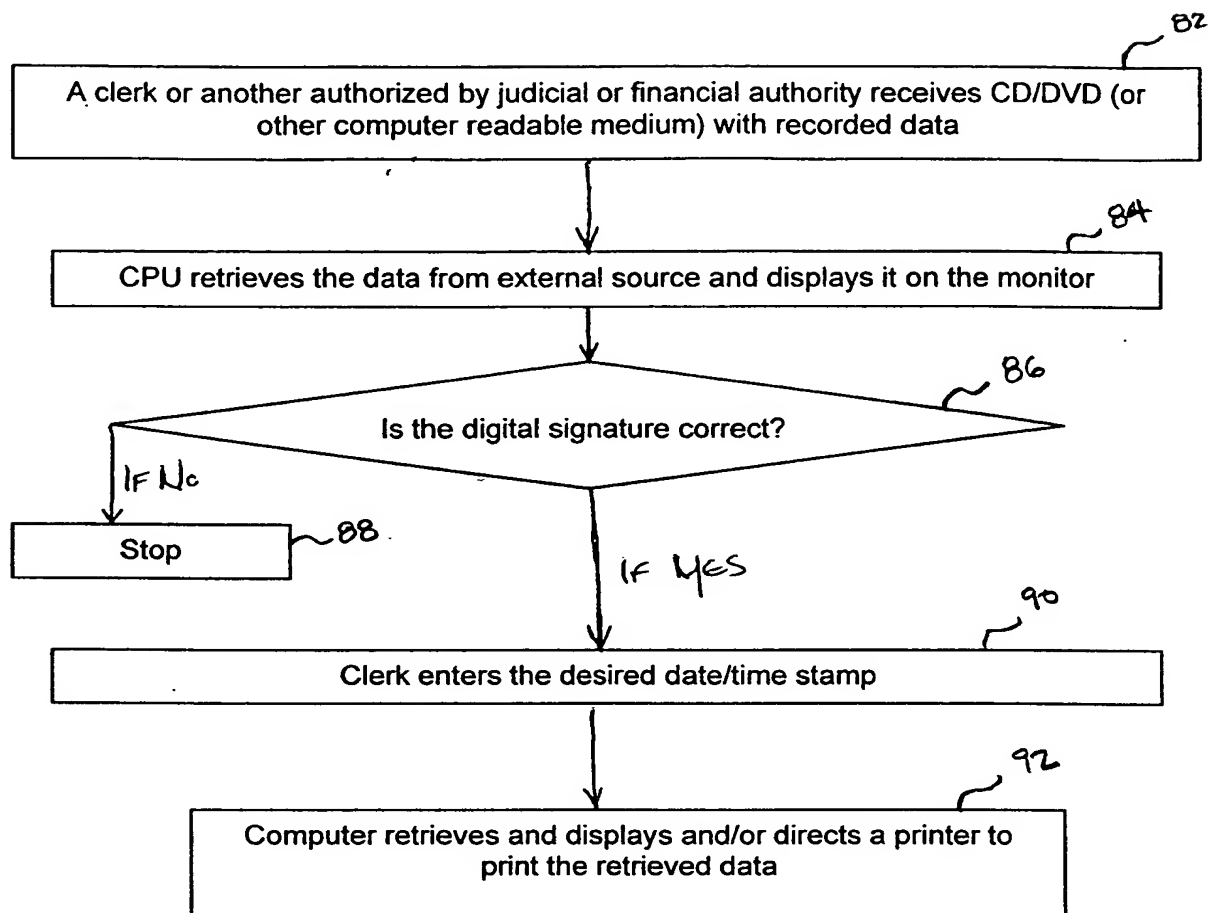 82
A clerk or another authorized by judicial or financial authority receives CD/DVD (or
other computer readable medium) with recorded data
84
CPU retrieves the data from external source and displays it on the monitor
86
Is the digital signature correct?
IF No
Stop
88
IF YES
90
Clerk enters the desired date/time stamp
92
Computer retrieves and displays and/or directs a printer to
print the retrieved data